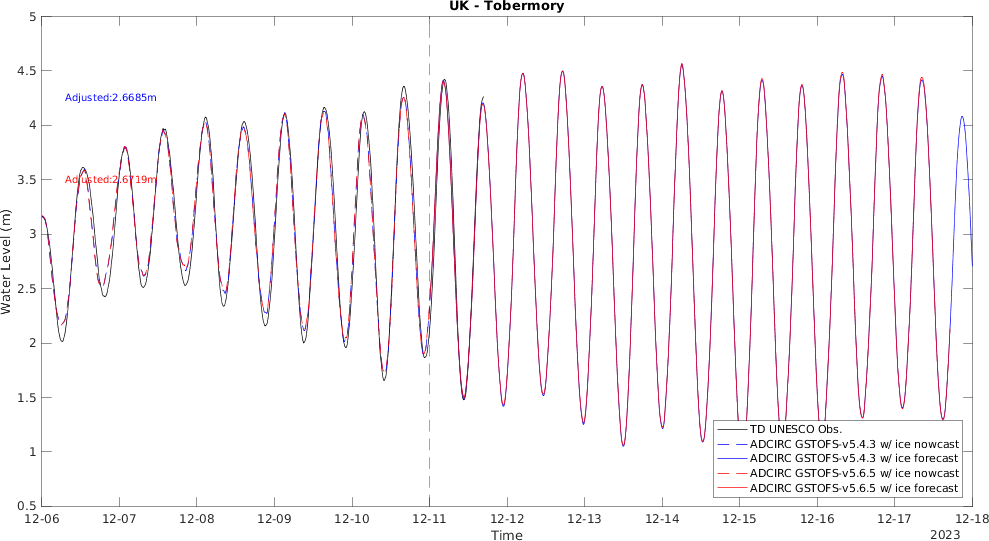 UK - Tobermory
5
4.5
4
3.5
3
2.5
2
1.5
1
0.5
Water Level (m)
Adjusted:2.6685m
Adjusted:2.6719m
TD UNESCO Obs.
ADCIRC GSTOFS-v5.4.3 w/ ice nowcast
ADCIRC GSTOFS-v5.4.3 w/ ice forecast
ADCIRC GSTOFS-v5.6.5 w/ ice nowcast
ADCIRC GSTOFS-v5.6.5 w/ ice forecast
12-06 12-07 12-08 12-09 12-10 12-11 12-12 12-13 12-14 12-15 12-16 12-17 12-18
Time
2023